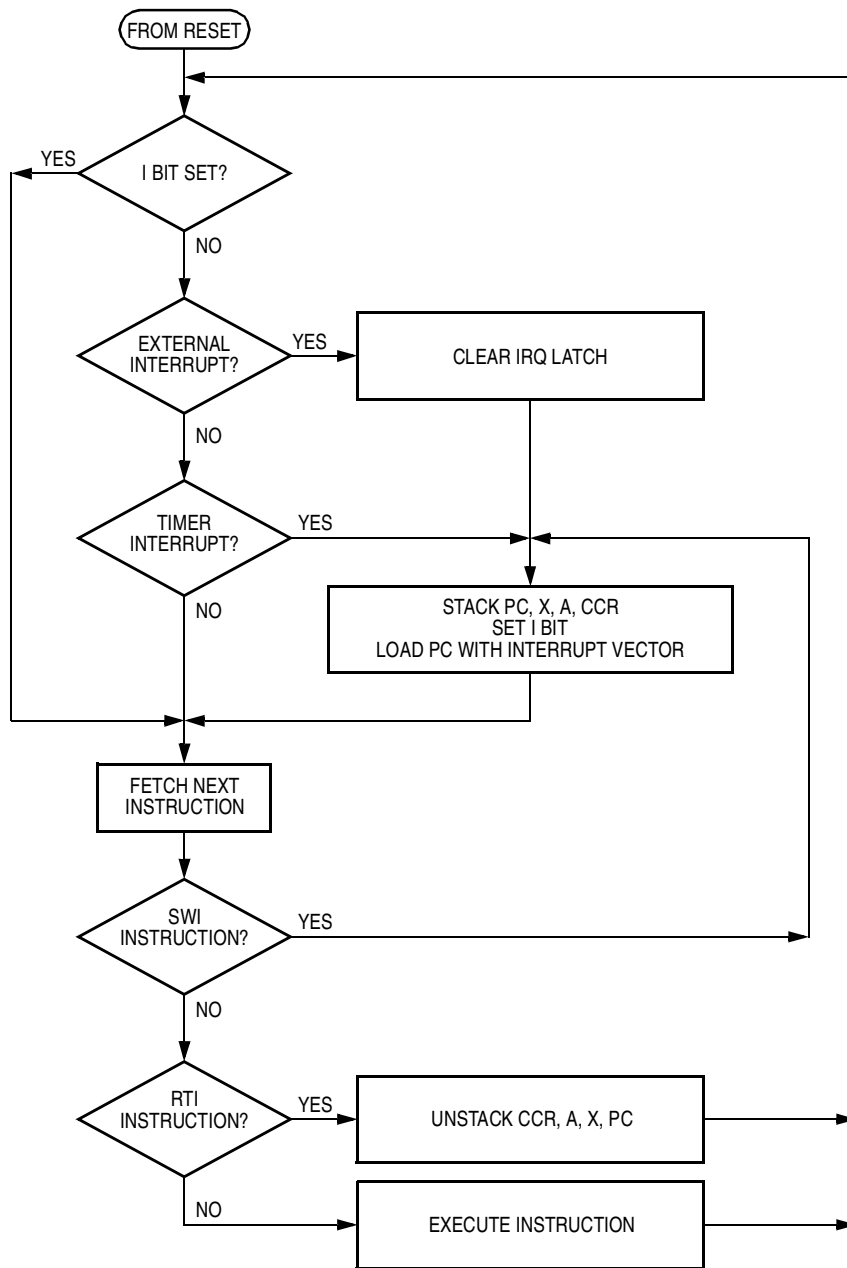 FROM RESET
YES
I BIT SET?
NO
EXTERNAL
INTERRUPT?
YES
CLEAR IRQ LATCH
NO
TIMER
INTERRUPT?
YES
NO
STACK PC, X, A, CCR
SET I BIT
LOAD PC WITH INTERRUPT VECTOR
FETCH NEXT
INSTRUCTION
SWI
INSTRUCTION?
YES
NO
RTI
INSTRUCTION?
YES
UNSTACK CCR, A, X, PC
NO
EXECUTE INSTRUCTION